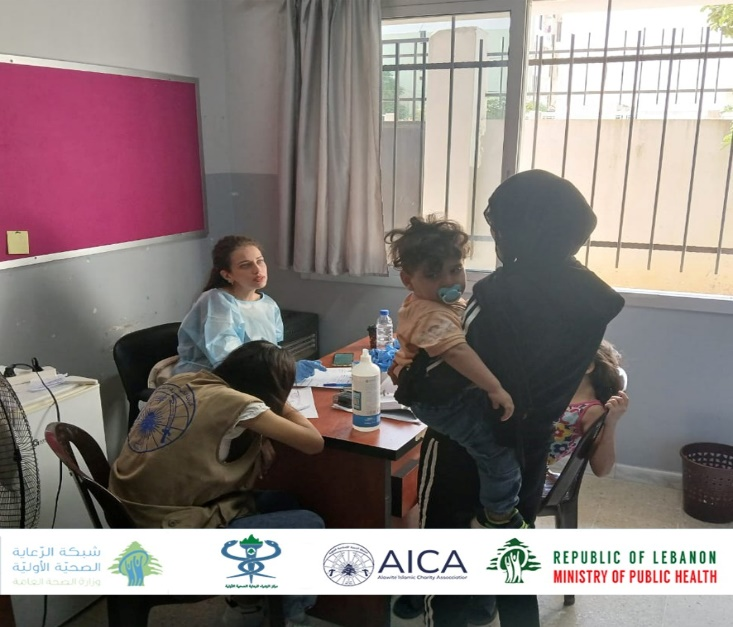 شبكة الرّعاية
الصحيّة الأوليّة
وزارة الصحة العامة
AICA
Alawite Islamic Charity Association
REPUBLIC OF LEBANON
MINISTRY OF PUBLIC HEALTH